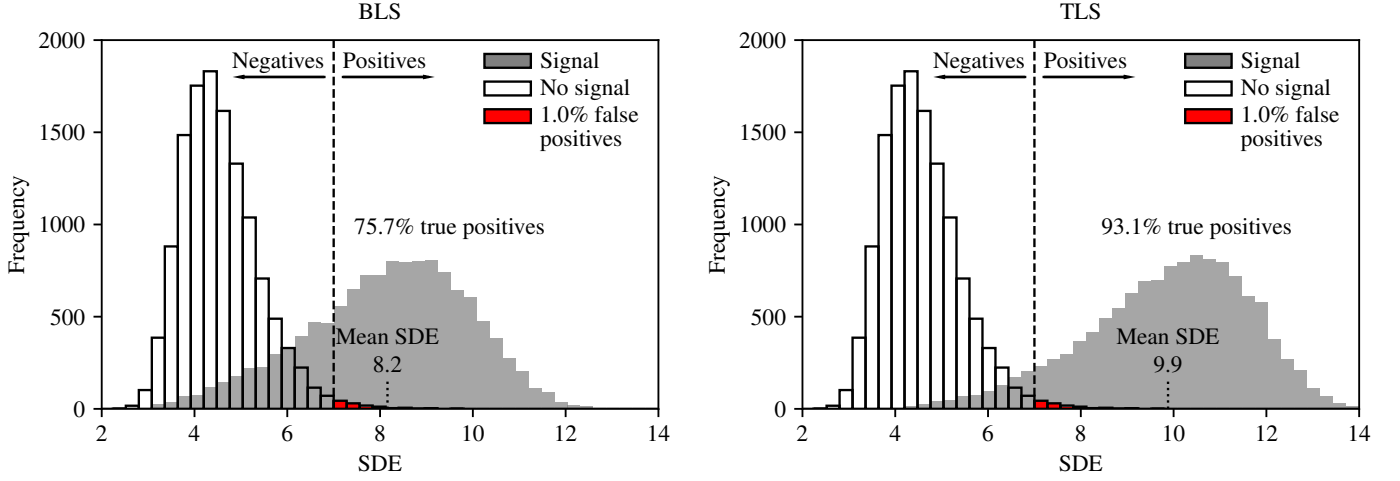 BLS
2000
1500
1000
500
0
Frequency
Negatives
Positives
Signal
No signal
1.0% false
positives
75.7% true positives
Mean SDE
8.2
2 4 6 8 10 12 14
SDE
TLS
2000
1500
1000
500
0
Frequency
Negatives
Positives
Signal
No signal
1.0% false
positives
93.1% true positives
Mean SDE
9.9
2 4 6 8 10 12 14
SDE